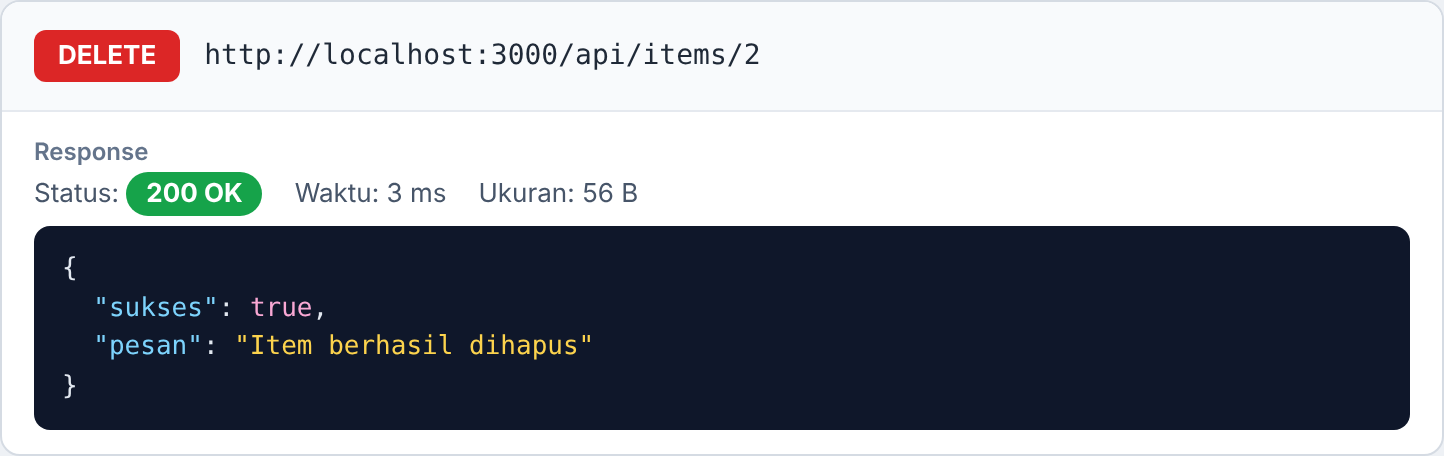 DELETE http://localhost:3000/api/items/2
Response
Status: 200 OK Waktu: 3 ms Ukuran: 56 B
{
  "sukses": true,
  "pesan": "Item berhasil dihapus"
}